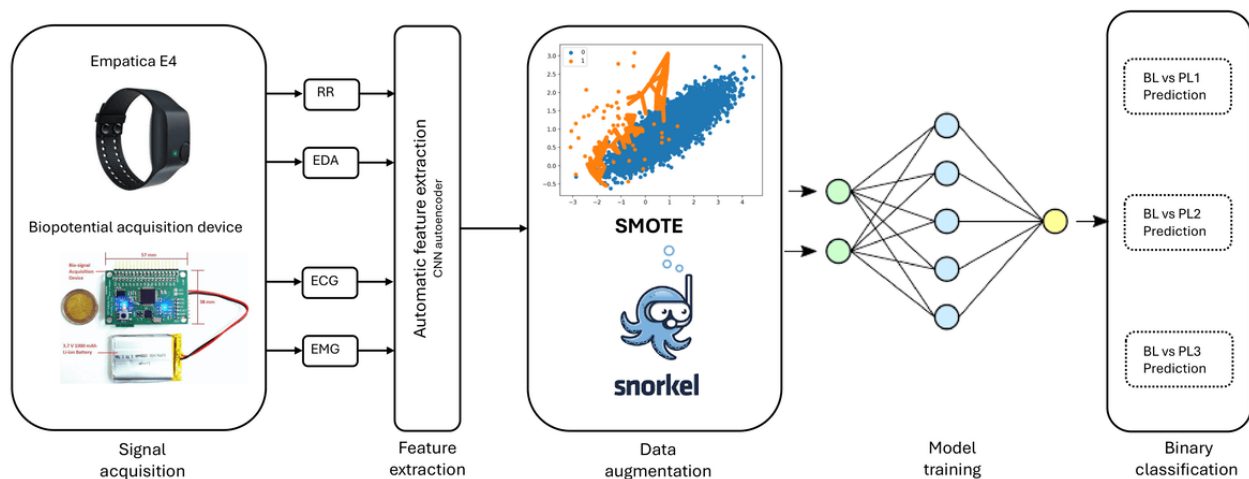 Empatica E4
Biopotential acquisition device
57 mm
Bio-signal
Acquisition
Device
38 mm
3.7 V 1000 mAh
Li-ion Battery
Signal
acquisition
RR
EDA
ECG
EMG
Automatic feature extraction
CNN autoencoder
Feature
extraction
0
1
3.0
2.5
2.0
1.5
1.0
0.5
0.0
−0.5
−3 −2 −1 0 1 2 3 4
SMOTE
snorkel
Data
augmentation
Model
training
BL vs PL1
Prediction
BL vs PL2
Prediction
BL vs PL3
Prediction
Binary
classification